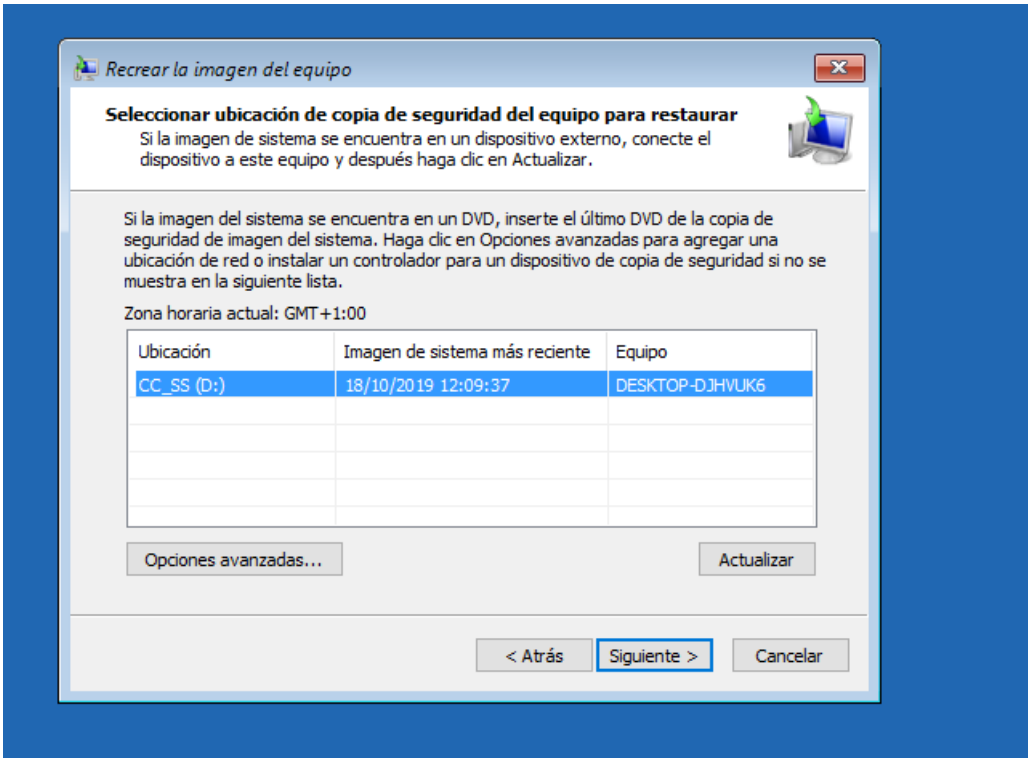 Recrear la imagen del equipo
Seleccionar ubicación de copia de seguridad del equipo para restaurar
Si la imagen de sistema se encuentra en un dispositivo externo, conecte el
dispositivo a este equipo y después haga clic en Actualizar.
Si la imagen del sistema se encuentra en un DVD, inserte el último DVD de la copia de
seguridad de imagen del sistema. Haga clic en Opciones avanzadas para agregar una
ubicación de red o instalar un controlador para un dispositivo de copia de seguridad si no se
muestra en la siguiente lista.
Zona horaria actual: GMT+1:00
Ubicación Imagen de sistema más reciente Equipo
CC_SS (D:) 18/10/2019 12:09:37 DESKTOP-DJHVUK6
Opciones avanzadas... Actualizar
< Atrás Siguiente > Cancelar